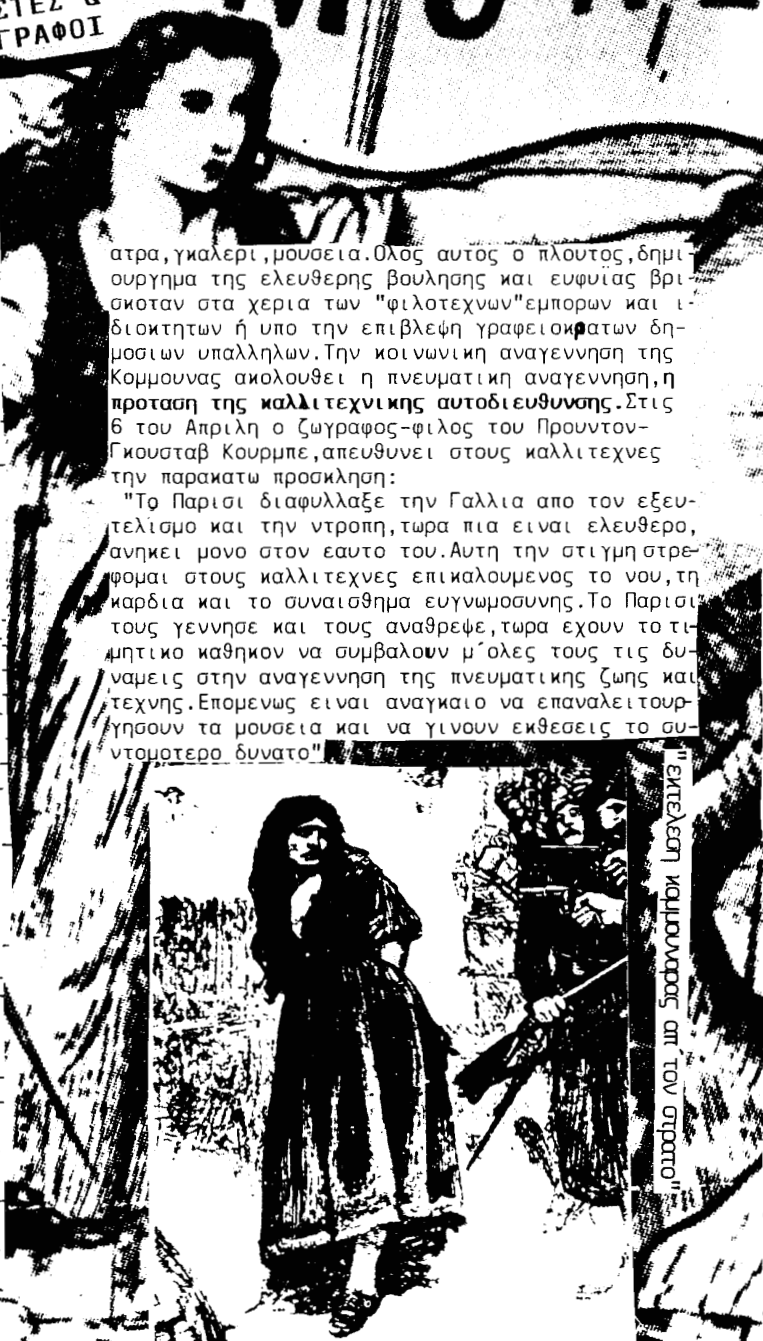 ΓΡΑΦΟΙ
ατρα,γκαλερι,μουσεια.Ολος αυτος ο πλουτος,δημι-
ουργημα της ελευθερης βουλησης και ευφυϊας βρι-
σκοταν στα χερια των "φιλοτεχνων"εμπορων και ι-
διοκτητων ή υπο την επιβλεψη γραφειοκρατων δη-
μοσιων υπαλληλων.Την κοινωνικη αναγεννηση της
Κομμουνας ακολουθει η πνευματικη αναγεννηση,η
προταση της καλλιτεχνικης αυτοδιευθυνσης.Στις
6 του Απριλη ο ζωγραφος-φιλος του Προυντον-
Γκουσταβ Κουρμπε,απευθυνει στους καλλιτεχνες
την παρακατω προσκληση:
"Το Παρισι διαφυλλαξε την Γαλλια απο τον εξευ-
τελισμο και την ντροπη,τωρα πια ειναι ελευθερο,
ανηκει μονο στον εαυτο του.Αυτη την στιγμη στρε-
φομαι στους καλλιτεχνες επικαλουμενος το νου,τη
καρδια και το συναισθημα ευγνωμοσυνης.Το Παρισι
τους γεννησε και τους αναθρεψε,τωρα εχουν το τι-
μητικο καθηκον να συμβαλουν μ΄ολες τους τις δυ-
ναμεις στην αναγεννηση της πνευματικης ζωης και
τεχνης.Επομενως ειναι αναγκαιο να επαναλειτουρ-
γησουν τα μουσεια και να γινουν εκθεσεις το συ-
ντομοτερο δυνατο"
"εκτελεση κομμουναρας απ΄τον στρατο"